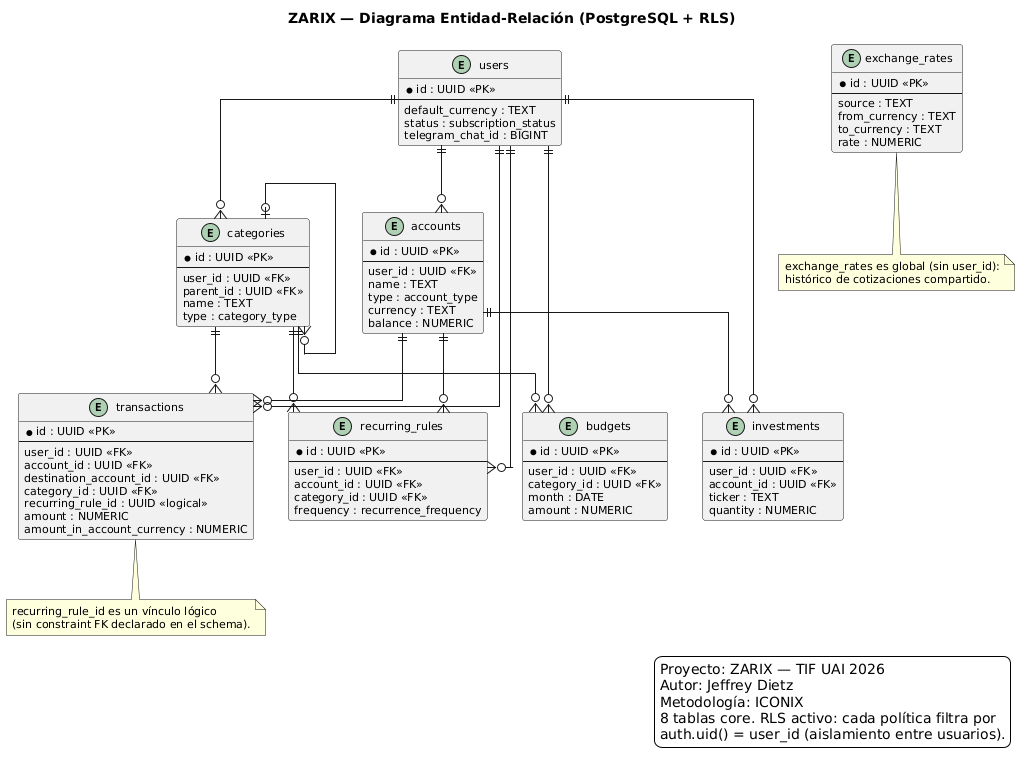 ZARIX — Diagrama Entidad-Relación (PostgreSQL + RLS)
E users
id : UUID «PK»
default_currency : TEXT
status : subscription_status
telegram_chat_id : BIGINT
E exchange_rates
id : UUID «PK»
source : TEXT
from_currency : TEXT
to_currency : TEXT
rate : NUMERIC
E categories
id : UUID «PK»
user_id : UUID «FK»
parent_id : UUID «FK»
name : TEXT
type : category_type
E accounts
id : UUID «PK»
user_id : UUID «FK»
name : TEXT
type : account_type
currency : TEXT
balance : NUMERIC
exchange_rates es global (sin user_id):
histórico de cotizaciones compartido.
E transactions
id : UUID «PK»
user_id : UUID «FK»
account_id : UUID «FK»
destination_account_id : UUID «FK»
category_id : UUID «FK»
recurring_rule_id : UUID «logical»
amount : NUMERIC
amount_in_account_currency : NUMERIC
E recurring_rules
id : UUID «PK»
user_id : UUID «FK»
account_id : UUID «FK»
category_id : UUID «FK»
frequency : recurrence_frequency
E budgets
id : UUID «PK»
user_id : UUID «FK»
category_id : UUID «FK»
month : DATE
amount : NUMERIC
E investments
id : UUID «PK»
user_id : UUID «FK»
account_id : UUID «FK»
ticker : TEXT
quantity : NUMERIC
recurring_rule_id es un vínculo lógico
(sin constraint FK declarado en el schema).
Proyecto: ZARIX — TIF UAI 2026
Autor: Jeffrey Dietz
Metodología: ICONIX
8 tablas core. RLS activo: cada política filtra por
auth.uid() = user_id (aislamiento entre usuarios).